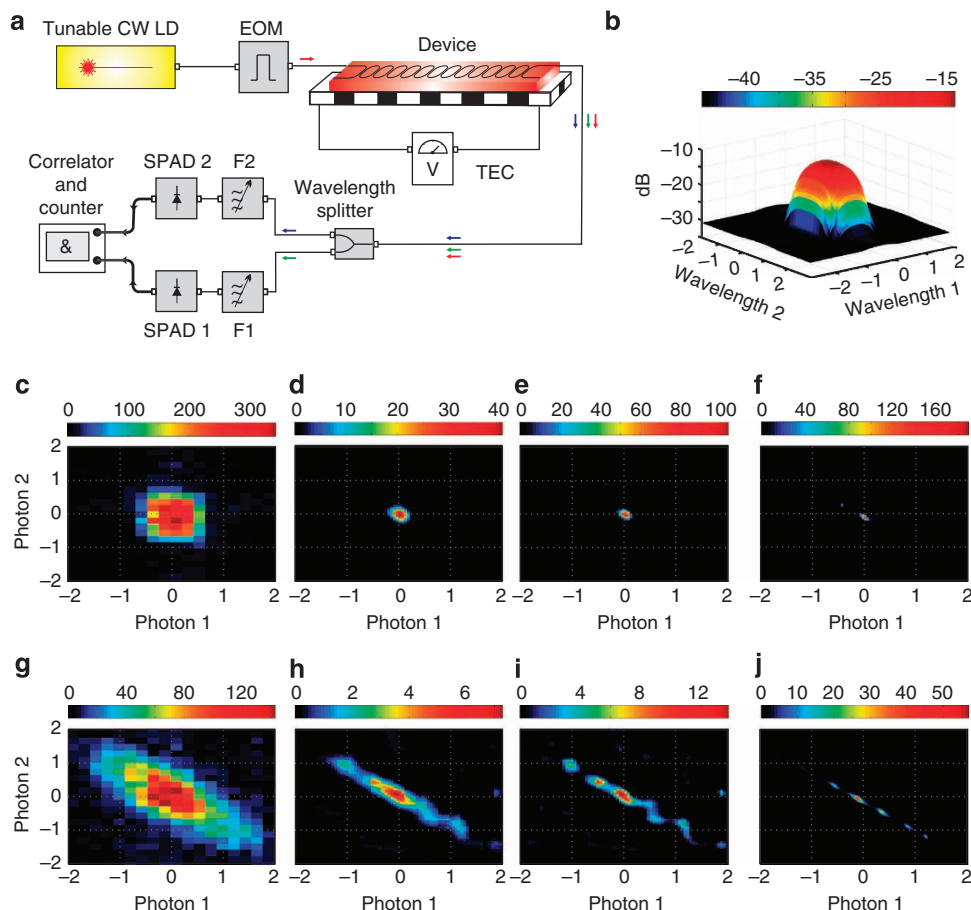 a
Tunable CW LD
EOM
Device
V
TEC
Correlator
and
counter
&
SPAD 2
F2
Wavelength
splitter
SPAD 1
F1
b
−40 −35 −25 −15
dB
−10
−20
−30
−2 −1 0 1 2
Wavelength 2
−2 −1 0 1 2
Wavelength 1
c
0 100 200 300
Photon 2
2
1
0
−1
−2
−2 −1 0 1 2
Photon 1
d
0 10 20 30 40
−2 −1 0 1 2
Photon 1
e
0 20 40 60 80 100
−2 −1 0 1 2
Photon 1
f
0 40 80 120 160
−2 −1 0 1 2
Photon 1
g
0 40 80 120
Photon 2
2
1
0
−1
−2
−2 −1 0 1 2
Photon 1
h
2 4 6
−2 −1 0 1 2
Photon 1
i
0 4 8 12
−2 −1 0 1 2
Photon 1
j
0 10 20 30 40 50
−2 −1 0 1 2
Photon 1